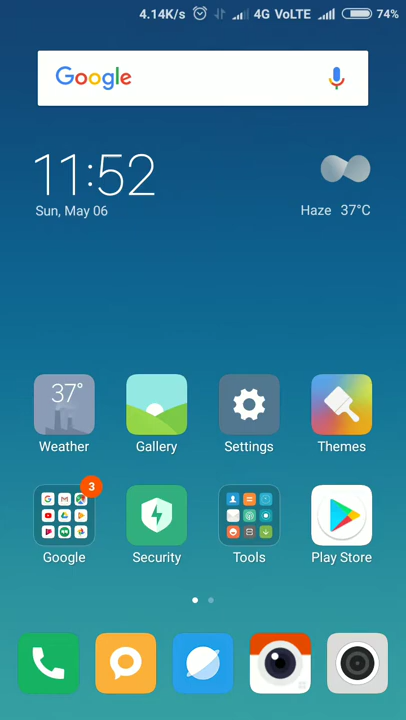 4.14K/s 4G VoLTE 74%
Google
11:52
Sun, May 06
Haze 37°C
37°
Weather Gallery Settings Themes
3
Google Security Tools Play Store